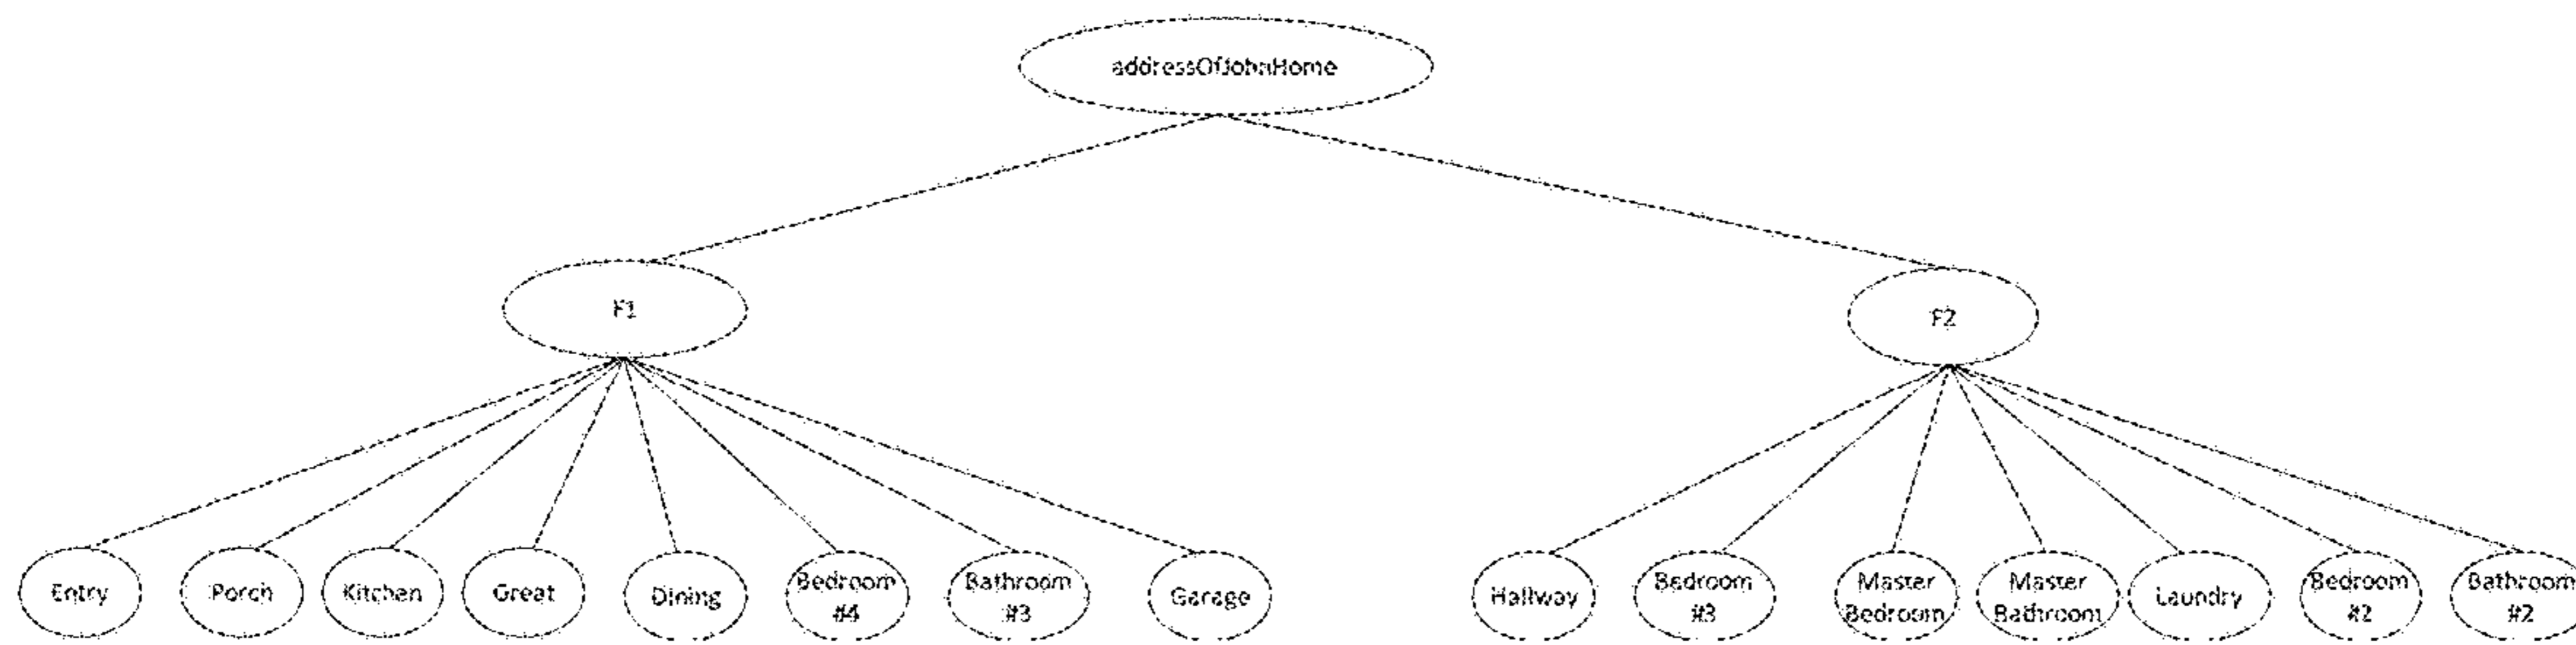 addressOfJohnHome
F1
F2
Entry
Porch
Kitchen
Great
Dining
Bedroom
#4
Bathroom
#3
Garage
Hallway
Bedroom
#3
Master
Bedroom
Master
Bathroom
Laundry
Bedroom
#2
Bathroom
#2